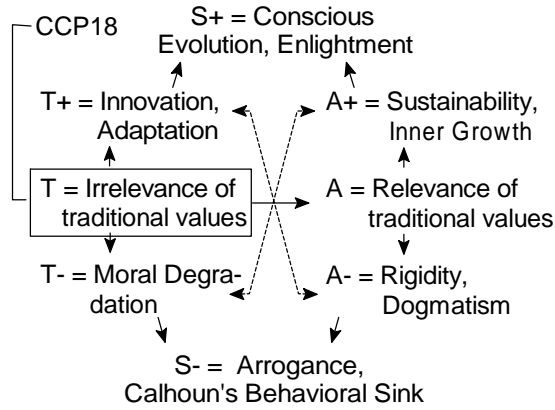 CCP18
S+ = Conscious
Evolution, Enlightment
T+ = Innovation,
Adaptation
A+ = Sustainability,
Inner Growth
T = Irrelevance of
traditional values
A = Relevance of
traditional values
T- = Moral Degra-
dation
A- = Rigidity,
Dogmatism
S- = Arrogance,
Calhoun's Behavioral Sink